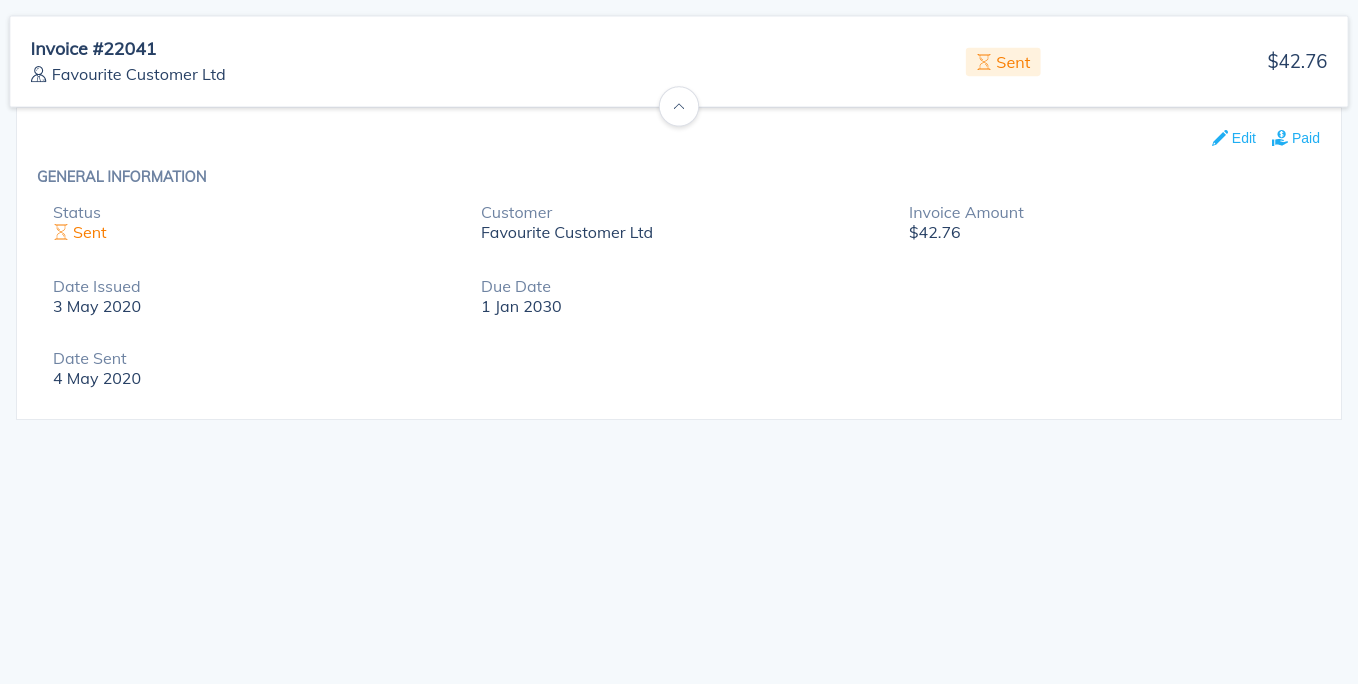 Invoice #22041
Favourite Customer Ltd
Sent
$42.76
Edit
Paid
GENERAL INFORMATION
Status
Sent
Customer
Favourite Customer Ltd
Invoice Amount
$42.76
Date Issued
3 May 2020
Due Date
1 Jan 2030
Date Sent
4 May 2020